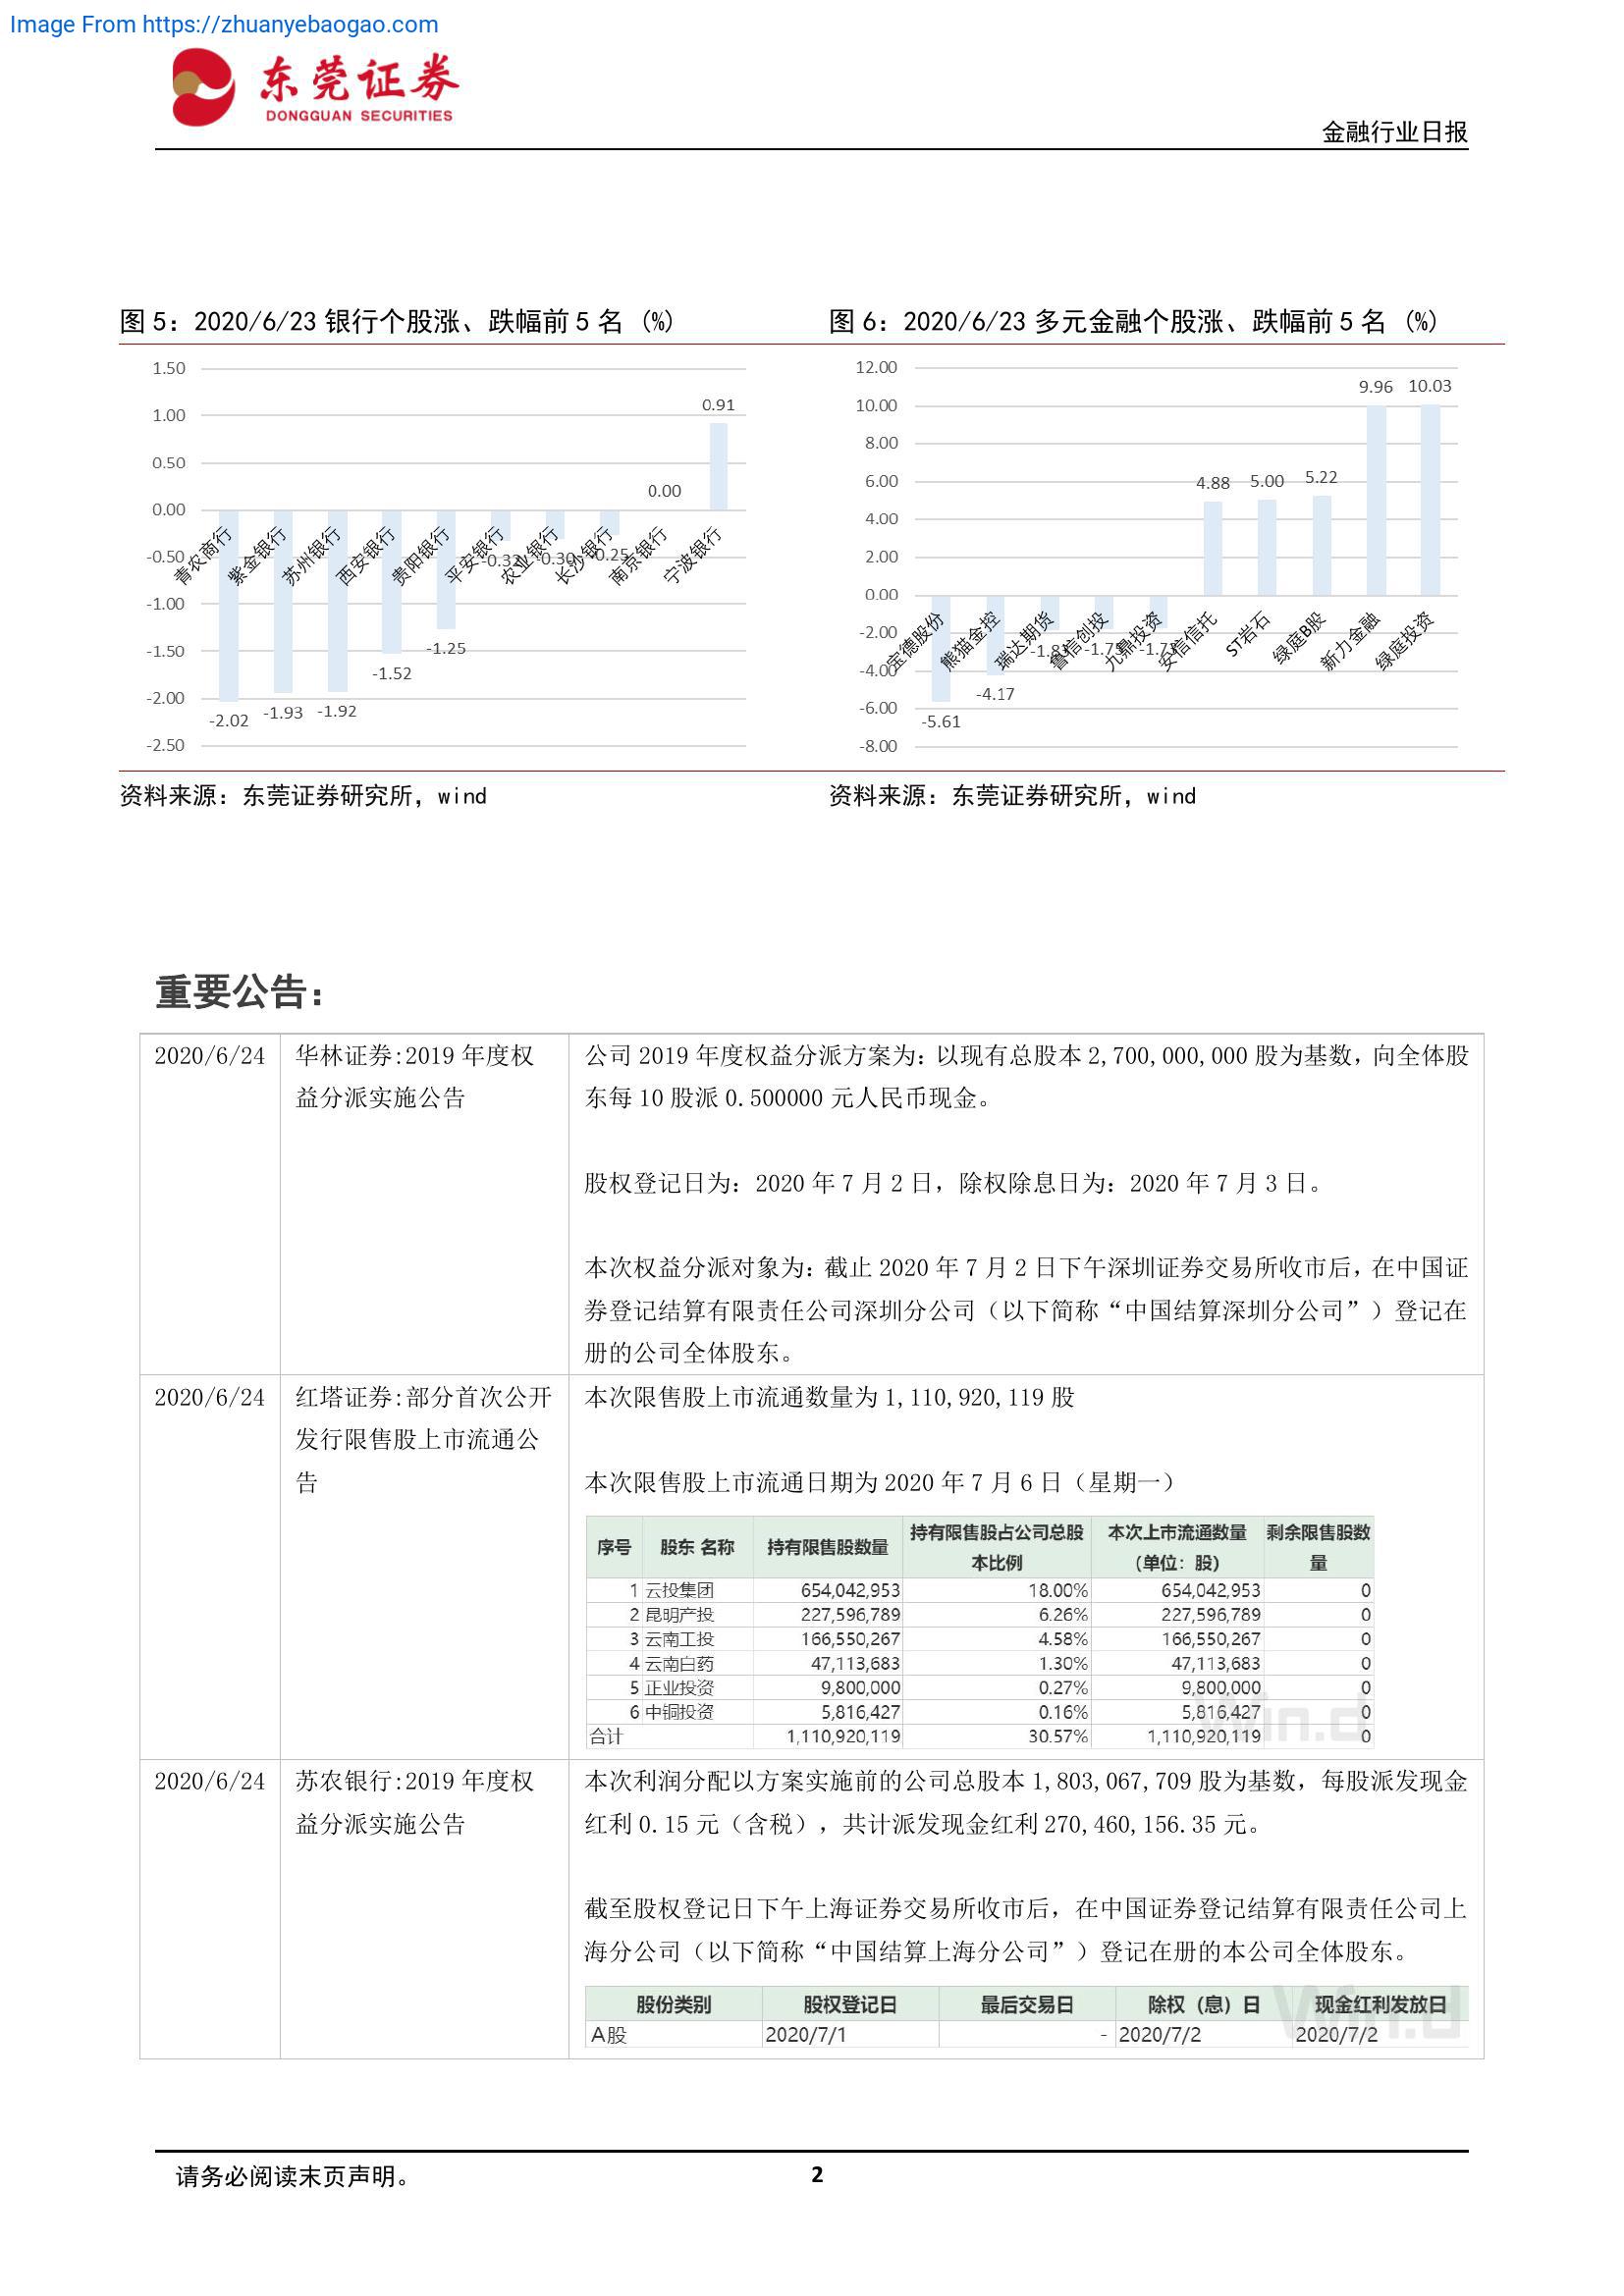 Image From https://zhuanyebaogao.com
东莞证券
DONGGUAN SECURITIES
金融行业日报
图 5：2020/6/23 银行个股涨、跌幅前 5 名 (%)
1.50
1.00
0.50
0.00
-0.50
-1.00
-1.50
-2.00
-2.50
青农商行
紫金银行
苏州银行
西安银行
贵阳银行
平安银行
农业银行
长沙银行
南京银行
宁波银行
-2.02
-1.93
-1.92
-1.52
-1.25
-0.30
-0.25
0.00
0.91
资料来源：东莞证券研究所，wind
图 6：2020/6/23 多元金融个股涨、跌幅前 5 名 (%)
12.00
10.00
8.00
6.00
4.00
2.00
0.00
-2.00
-4.00
-6.00
-8.00
宝德股份
熊猫金控
瑞达期货
鲁信创投
九鼎投资
安信信托
ST岩石
绿庭B股
新力金融
绿庭投资
-5.61
-4.17
4.88
5.00
5.22
9.96
10.03
资料来源：东莞证券研究所，wind
重要公告：
2020/6/24
华林证券:2019 年度权
益分派实施公告
公司 2019 年度权益分派方案为：以现有总股本 2,700,000,000 股为基数，向全体股
东每 10 股派 0.500000 元人民币现金。
股权登记日为：2020 年 7 月 2 日，除权除息日为：2020 年 7 月 3 日。
本次权益分派对象为：截止 2020 年 7 月 2 日下午深圳证券交易所收市后，在中国证
券登记结算有限责任公司深圳分公司（以下简称“中国结算深圳分公司”）登记在
册的公司全体股东。
2020/6/24
红塔证券:部分首次公开
发行限售股上市流通公
告
本次限售股上市流通数量为 1,110,920,119 股
本次限售股上市流通日期为 2020 年 7 月 6 日（星期一）
序号 股东 名称 持有限售股数量 持有限售股占公司总股本比例 本次上市流通数量（单位：股） 剩余限售股数量
1 云投集团 654,042,953 18.00% 654,042,953 0
2 昆明产投 227,596,789 6.26% 227,596,789 0
3 云南工投 166,550,267 4.58% 166,550,267 0
4 云南白药 47,113,683 1.30% 47,113,683 0
5 正业投资 9,800,000 0.27% 9,800,000 0
6 中铜投资 5,816,427 0.16% 5,816,427 0
合计 1,110,920,119 30.57% 1,110,920,119 0
Win.d
2020/6/24
苏农银行:2019 年度权
益分派实施公告
本次利润分配以方案实施前的公司总股本 1,803,067,709 股为基数，每股派发现金
红利 0.15 元（含税），共计派发现金红利 270,460,156.35 元。
截至股权登记日下午上海证券交易所收市后，在中国证券登记结算有限责任公司上
海分公司（以下简称“中国结算上海分公司”）登记在册的本公司全体股东。
股份类别 股权登记日 最后交易日 除权（息）日 现金红利发放日
A股 2020/7/1 - 2020/7/2 2020/7/2
Win.d
请务必阅读末页声明。
2